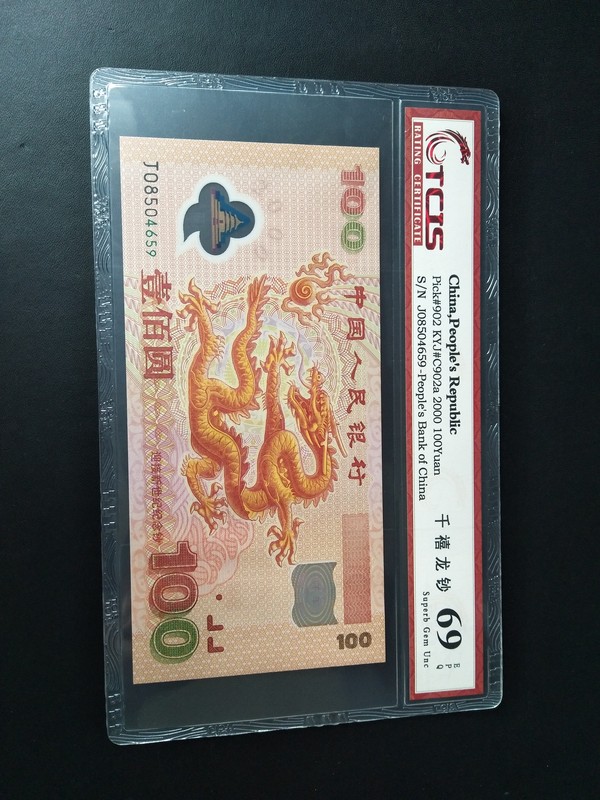 TCIS
RATING CERTIFICATE
China,People's Republic
Pick#902 KYJ#C902a 2000 100Yuan
S/N J08504659-People's Bank of China
千禧龙钞
69
EPQ
Superb Gem Unc
100
中国人民银行
J08504659
壹佰圆
迎接新世纪纪念钞
100
100